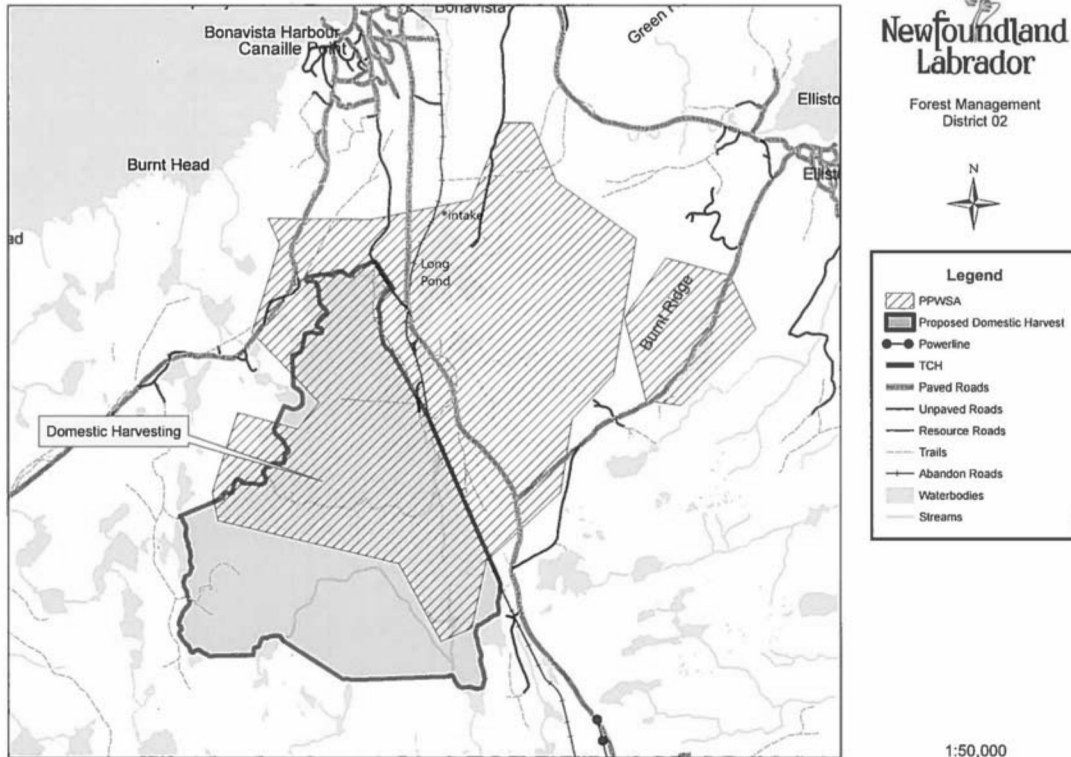 Bonavista
Bonavista Harbour
Canaille Point
Burnt Head
*intake
Long
Pond
Burnt Ridge
Domestic Harvesting
Newfoundland
Labrador
Forest Management
District 02
N
Legend
PPWSA
Proposed Domestic Harvest
Powerline
TCH
Paved Roads
Unpaved Roads
Resource Roads
Trails
Abandon Roads
Waterbodies
Streams
1:50,000